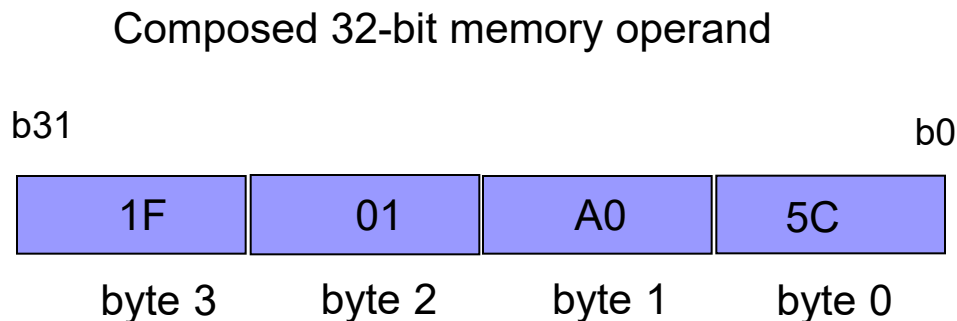 Composed 32-bit memory operand
b31 b0
1F 01 A0 5C
byte 3 byte 2 byte 1 byte 0